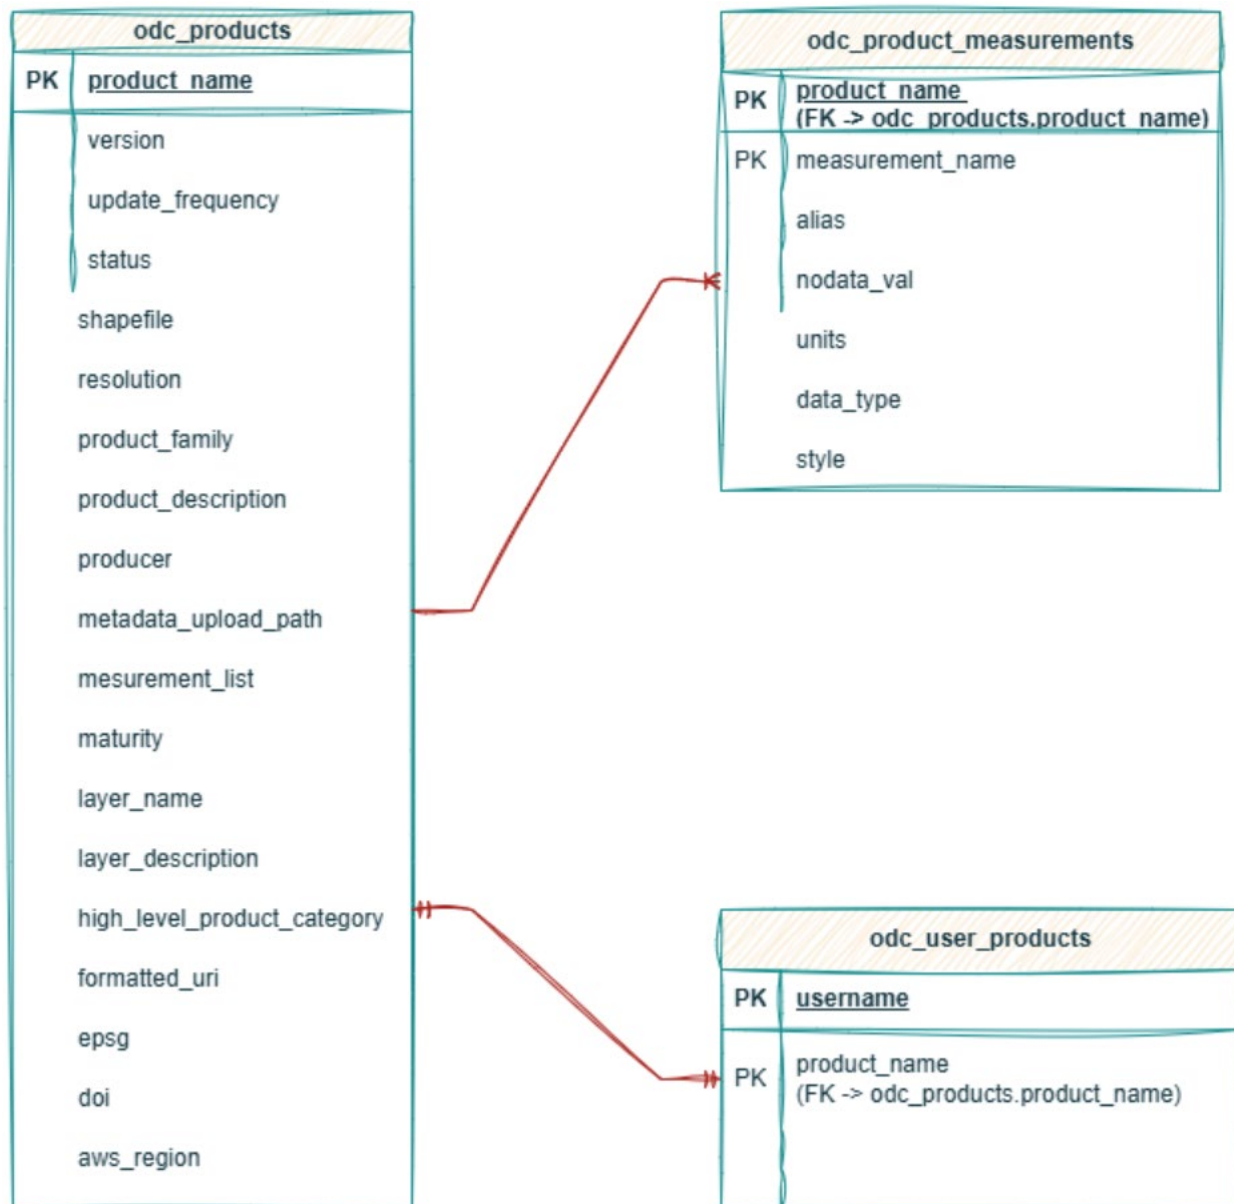 odc_products
PK product_name
version
update_frequency
status
shapefile
resolution
product_family
product_description
producer
metadata_upload_path
mesurement_list
maturity
layer_name
layer_description
high_level_product_category
formatted_uri
epsg
doi
aws_region
odc_product_measurements
PK product_name
(FK -> odc_products.product_name)
PK measurement_name
alias
nodata_val
units
data_type
style
odc_user_products
PK username
PK product_name
(FK -> odc_products.product_name)